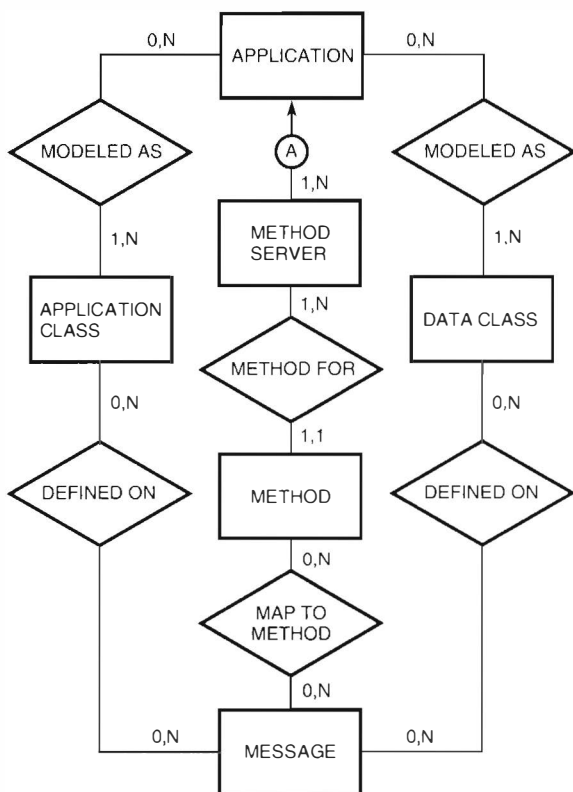 0,N
APPLICATION
0,N
MODELED AS
A
MODELED AS
1,N
1,N
1,N
METHOD
SERVER
APPLICATION
CLASS
1,N
DATA CLASS
METHOD FOR
0,N
1,1
0,N
DEFINED ON
METHOD
DEFINED ON
0,N
MAP TO
METHOD
0,N
0,N
MESSAGE
0,N